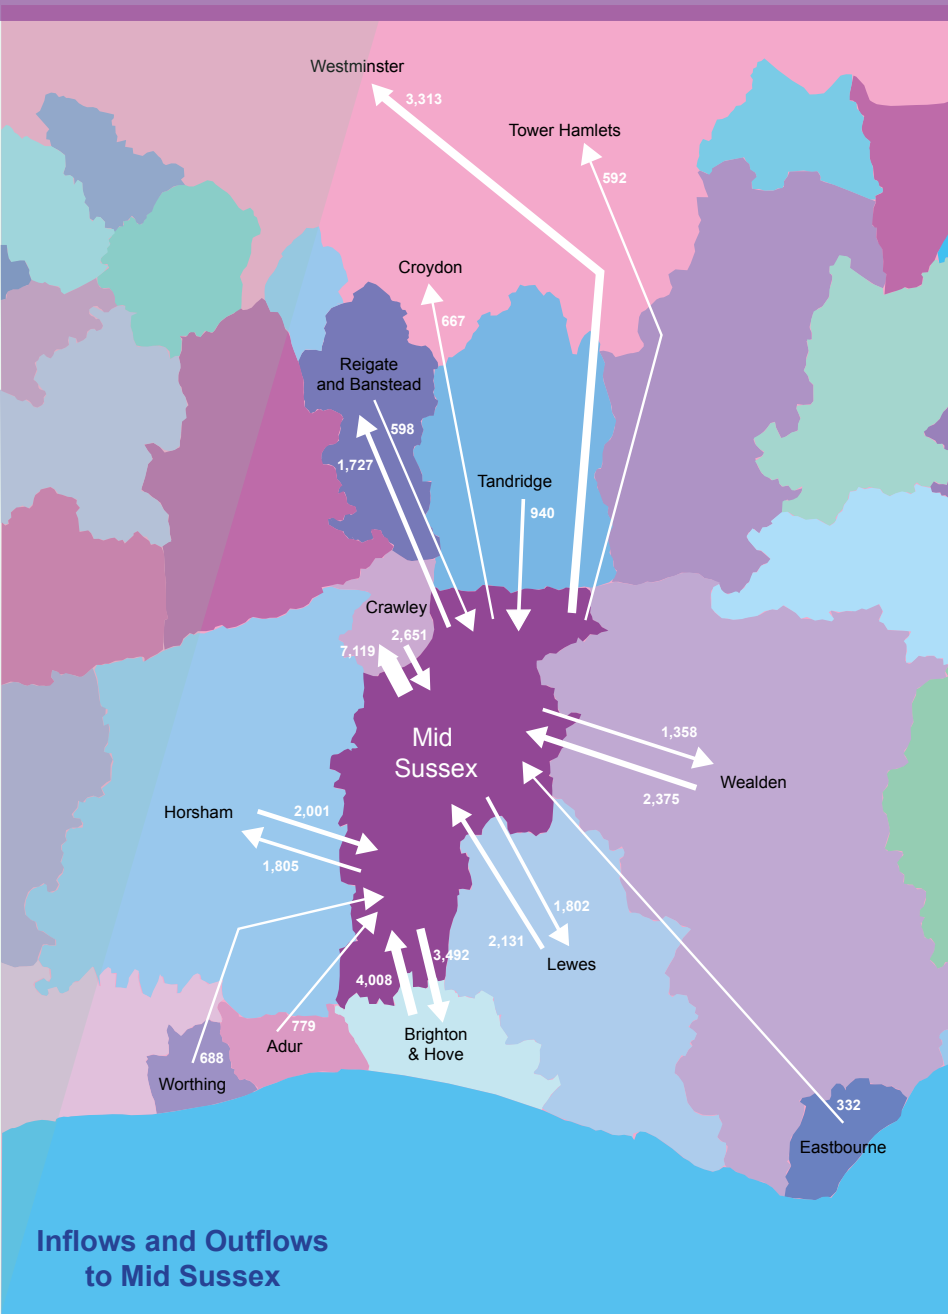 Westminster
3,313
Tower Hamlets
592
Croydon
667
Reigate
and Banstead
598
1,727
Tandridge
940
Crawley
2,651
7,119
Mid
Sussex
1,358
Wealden
2,375
Horsham
2,001
1,805
1,802
2,131
Lewes
3,492
4,008
Brighton
& Hove
779
Adur
688
Worthing
332
Eastbourne
Inflows and Outflows
to Mid Sussex